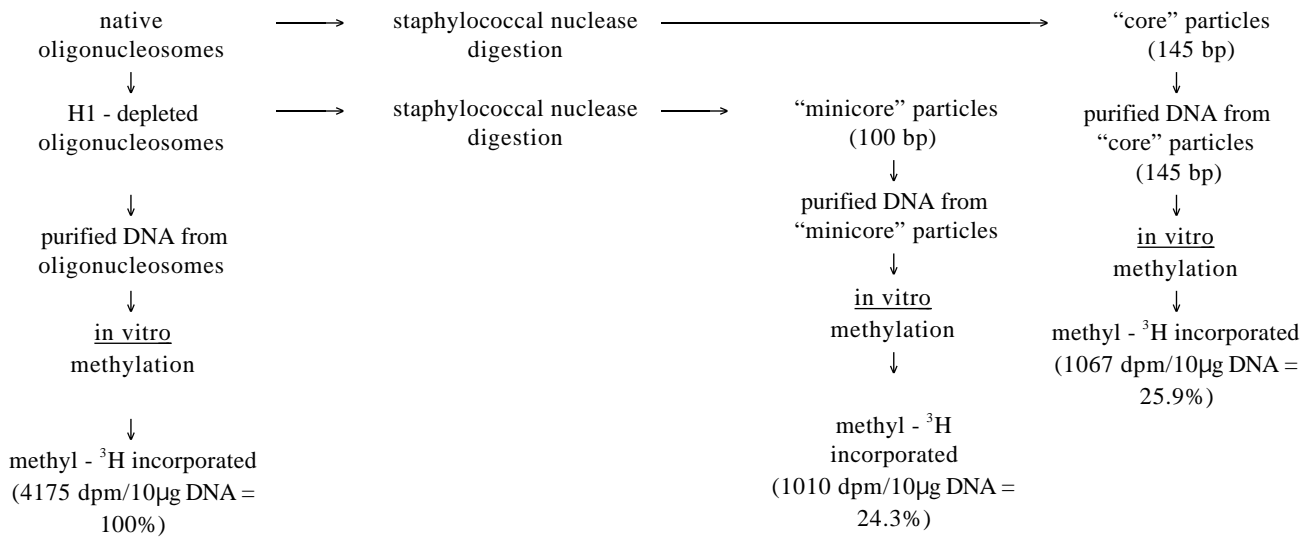 native
oligonucleosomes
staphylococcal nuclease
digestion
“core” particles
(145 bp)
H1 - depleted
oligonucleosomes
staphylococcal nuclease
digestion
“minicore” particles
(100 bp)
purified DNA from
“core” particles
(145 bp)
purified DNA from
oligonucleosomes
purified DNA from
“minicore” particles
in vitro
methylation
in vitro
methylation
in vitro
methylation
methyl - ³H incorporated
(1067 dpm/10µg DNA =
25.9%)
methyl - ³H incorporated
(4175 dpm/10µg DNA =
100%)
methyl - ³H
incorporated
(1010 dpm/10µg DNA =
24.3%)